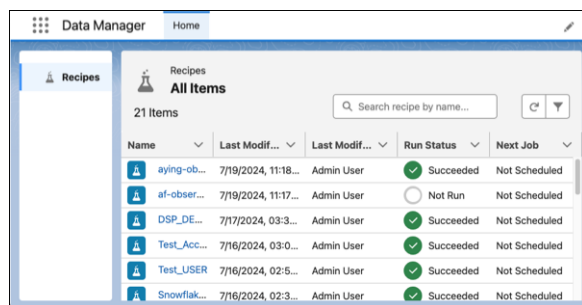 Data Manager Home
Recipes
Recipes
All Items
21 Items
Search recipe by name...
Name Last Modif... Last Modif... Run Status Next Job
aying-ob... 7/19/2024, 11:18... Admin User Succeeded Not Scheduled
af-obser... 7/19/2024, 11:17... Admin User Not Run Not Scheduled
DSP_DE... 7/17/2024, 03:3... Admin User Succeeded Not Scheduled
Test_Acc... 7/16/2024, 03:0... Admin User Succeeded Not Scheduled
Test_USER 7/16/2024, 02:5... Admin User Succeeded Not Scheduled
Snowflak... 7/16/2024, 02:3... Admin User Succeeded Not Scheduled